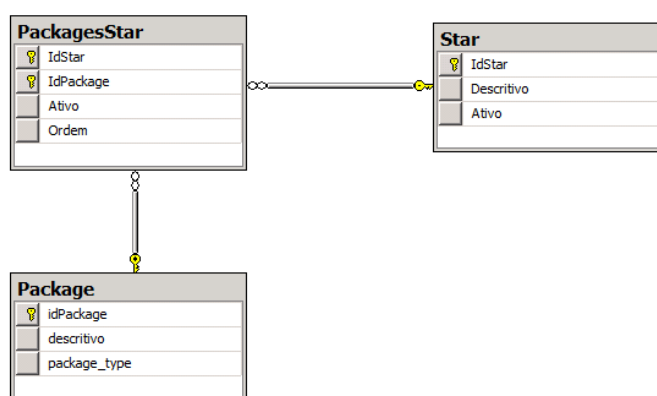 PackagesStar
IdStar
IdPackage
Ativo
Ordem
Star
IdStar
Descritivo
Ativo
Package
idPackage
descritivo
package_type